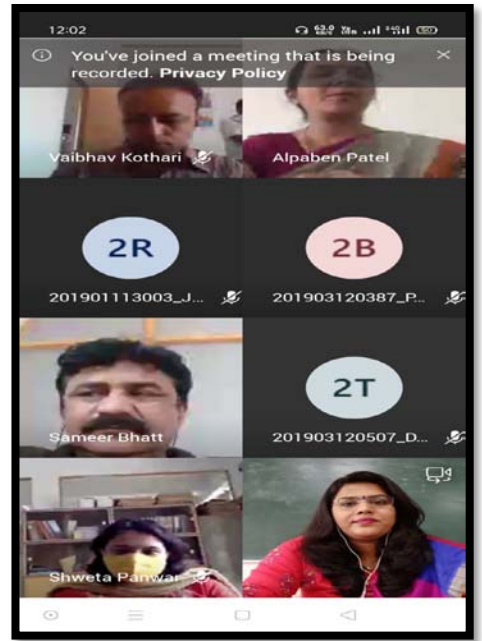 12:02
You've joined a meeting that is being
recorded. Privacy Policy
Vaibhav Kothari
Alpaben Patel
2R
2B
201901113003_J...
201903120387_P...
2T
Sameer Bhatt
201903120507_D...
Shweta Panwar